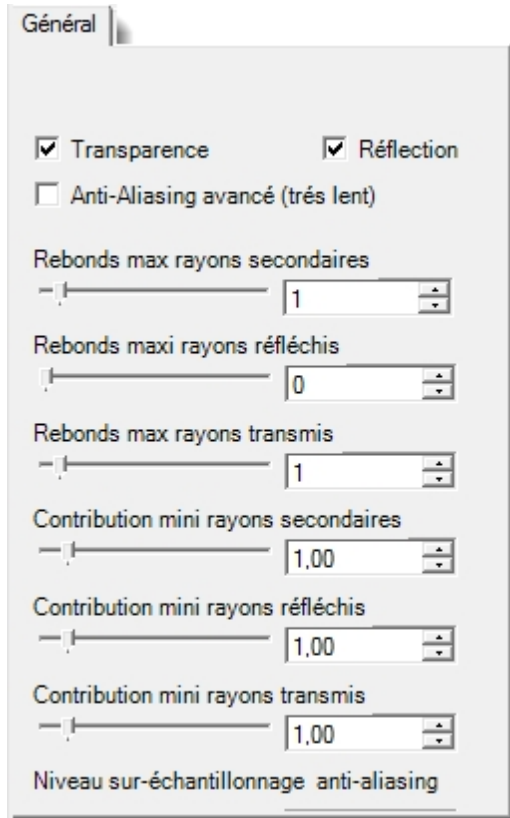 Général
Transparence
Réflection
Anti-Aliasing avancé (trés lent)
Rebonds max rayons secondaires
1
Rebonds maxi rayons réfléchis
0
Rebonds max rayons transmis
1
Contribution mini rayons secondaires
1,00
Contribution mini rayons réfléchis
1,00
Contribution mini rayons transmis
1,00
Niveau sur-échantillonnage anti-aliasing